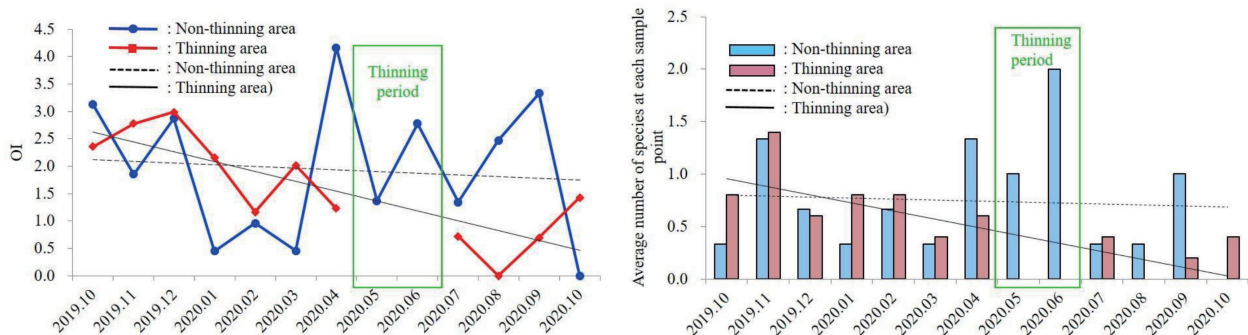 4.5
4.0
3.5
3.0
2.5
2.0
1.5
1.0
0.5
0.0
OI
: Non-thinning area
: Thinning area
: Non-thinning area
: Thinning area)
Thinning
period
2019.10
2019.11
2019.12
2020.01
2020.02
2020.03
2020.04
2020.05
2020.06
2020.07
2020.08
2020.09
2020.10
Average number of species at each sample
point
2.5
2.0
1.5
1.0
0.5
0.0
: Non-thinning area
: Thinning area
: Non-thinning area
: Thinning area)
Thinning
period
2019.10
2019.11
2019.12
2020.01
2020.02
2020.03
2020.04
2020.05
2020.06
2020.07
2020.08
2020.09
2020.10